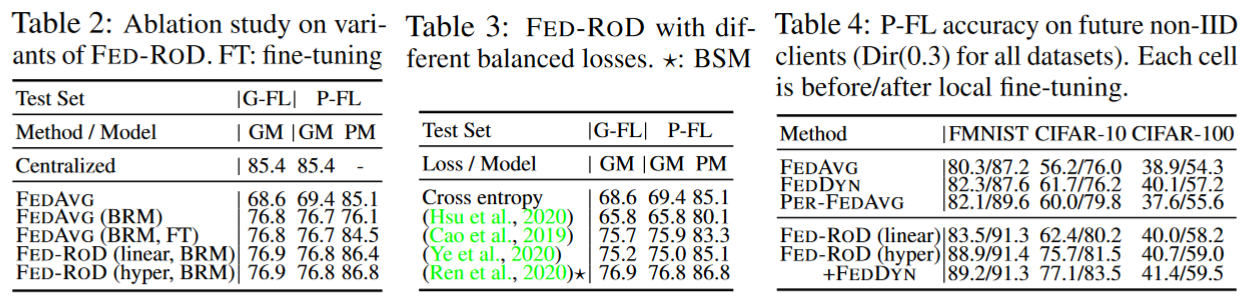 Table 2: Ablation study on vari-
ants of FED-ROD. FT: fine-tuning
Test Set |G-FL| P-FL
Method / Model | GM |GM PM
Centralized | 85.4 | 85.4 -
FEDAVG | 68.6 | 69.4 85.1
FEDAVG (BRM) | 76.8 | 76.7 76.1
FEDAVG (BRM, FT) | 76.8 | 76.7 84.5
FED-ROD (linear, BRM) | 76.9 | 76.8 86.4
FED-ROD (hyper, BRM) | 76.9 | 76.8 86.8
Table 3: FED-ROD with dif-
ferent balanced losses. ⋆: BSM
Test Set |G-FL| P-FL
Loss / Model | GM |GM PM
Cross entropy | 68.6 | 69.4 85.1
(Hsu et al., 2020) | 65.8 | 65.8 80.1
(Cao et al., 2019) | 75.7 | 75.9 83.3
(Ye et al., 2020) | 75.2 | 75.0 85.1
(Ren et al., 2020)⋆ | 76.9 | 76.8 86.8
Table 4: P-FL accuracy on future non-IID
clients (Dir(0.3) for all datasets). Each cell
is before/after local fine-tuning.
Method |FMNIST CIFAR-10 CIFAR-100
FEDAVG |80.3/87.2 56.2/76.0 38.9/54.3
FEDDYN |82.3/87.6 61.7/76.2 40.1/57.2
PER-FEDAVG |82.1/89.6 60.0/79.8 37.6/55.6
FED-ROD (linear) |83.5/91.3 62.4/80.2 40.0/58.2
FED-ROD (hyper) |88.9/91.4 75.7/81.5 40.7/59.0
+FEDDYN |89.2/91.3 77.1/83.5 41.4/59.5